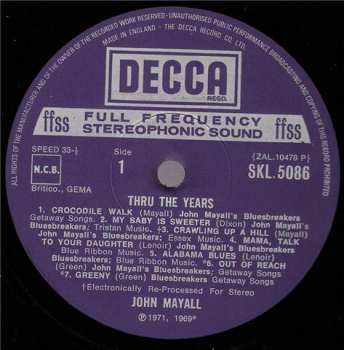 ALL RIGHTS OF THE MANUFACTURER AND OF THE OWNER OF THE RECORDED WORK RESERVED. UNAUTHORISED PUBLIC PERFORMANCE, BROADCASTING AND COPYING OF THIS RECORD PROHIBITED
MADE IN ENGLAND, THE DECCA RECORD CO. LTD.
DECCA
REGD.
ffss FULL FREQUENCY ffss
STEREOPHONIC SOUND
SPEED 33⅓
Side
1
(ZAL.10478 P)
SKL.5086
N.C.B.
Britico., GEMA
THRU THE YEARS
1. CROCODILE WALK (Mayall) John Mayall's Bluesbreakers;
Getaway Songs. 2. MY BABY IS SWEETER (Dixon) John Mayall's
Bluesbreakers; Tristan Music. †3. CRAWLING UP A HILL (Mayall)
John Mayall's Bluesbreakers; Essex Music. 4. MAMA, TALK
TO YOUR DAUGHTER (Lenoir) John Mayall's Bluesbreakers;
Blue Ribbon Music. 5. ALABAMA BLUES (Lenoir) John Mayall's
Bluesbreakers; Blue Ribbon Music. *6. OUT OF REACH
(Green) John Mayall's Bluesbreakers; Getaway Songs
*7. GREENY (Green) John Mayall's Bluesbreakers; Getaway Songs
†Electronically Re-Processed For Stereo
JOHN MAYALL
℗1971, 1969*